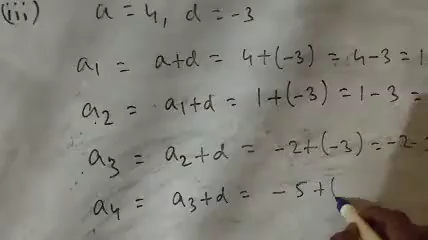 (iii) a = 4, d = -3
a₁ = a+d = 4+(-3) = 4-3 = 1
a₂ = a₁+d = 1+(-3) = 1-3 =
a₃ = a₂+d = -2+(-3) = -2-
a₄ = a₃+d = -5+(